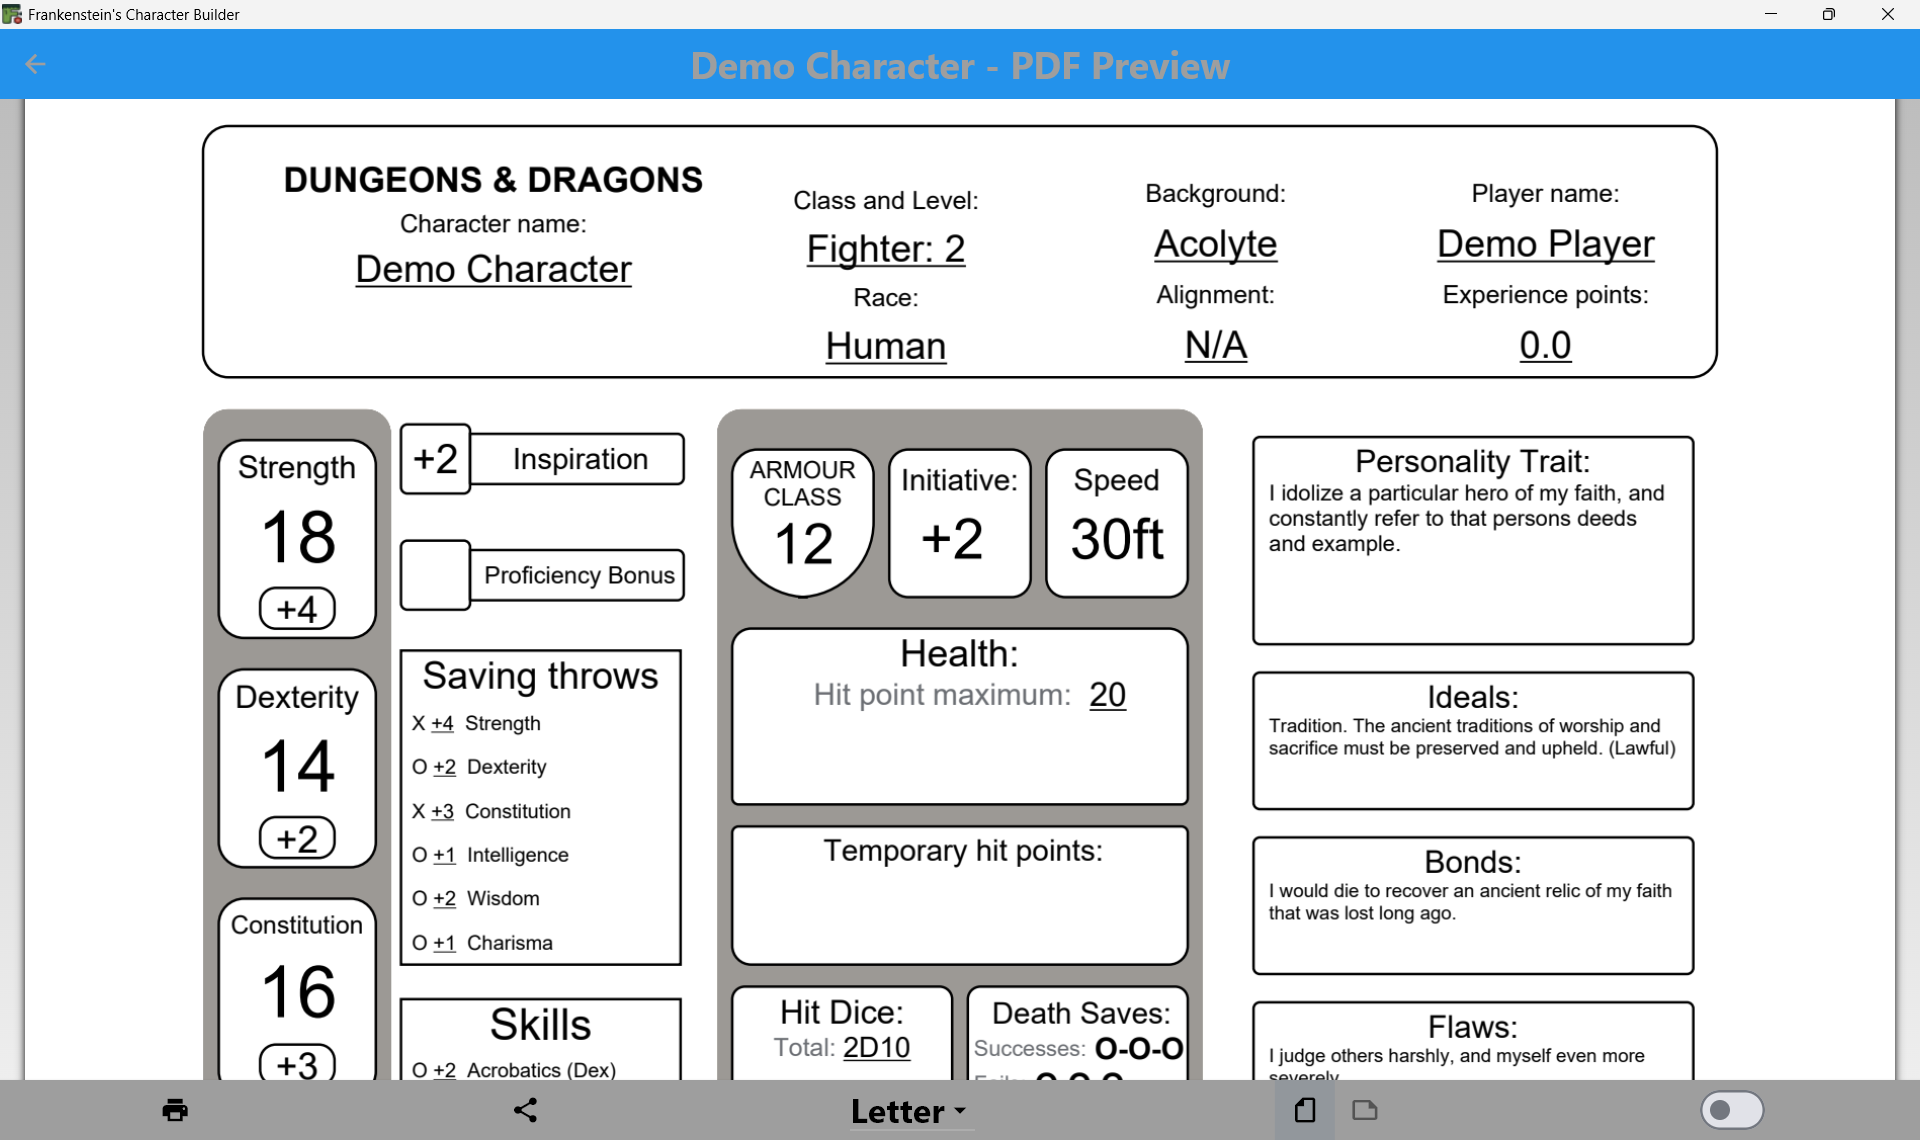 Frankenstein's Character Builder
Demo Character - PDF Preview
DUNGEONS & DRAGONS
Character name:
Demo Character
Class and Level:
Fighter: 2
Race:
Human
Background:
Acolyte
Alignment:
N/A
Player name:
Demo Player
Experience points:
0.0
Strength
18
+4
Dexterity
14
+2
Constitution
16
+3
+2 Inspiration
Proficiency Bonus
Saving throws
X +4 Strength
O +2 Dexterity
X +3 Constitution
O +1 Intelligence
O +2 Wisdom
O +1 Charisma
Skills
O +2 Acrobatics (Dex)
ARMOUR
CLASS
12
Initiative:
+2
Speed
30ft
Health:
Hit point maximum: 20
Temporary hit points:
Hit Dice:
Total: 2D10
Death Saves:
Successes: O-O-O
Personality Trait:
I idolize a particular hero of my faith, and
constantly refer to that persons deeds
and example.
Ideals:
Tradition. The ancient traditions of worship and
sacrifice must be preserved and upheld. (Lawful)
Bonds:
I would die to recover an ancient relic of my faith
that was lost long ago.
Flaws:
I judge others harshly, and myself even more
severely.
Letter